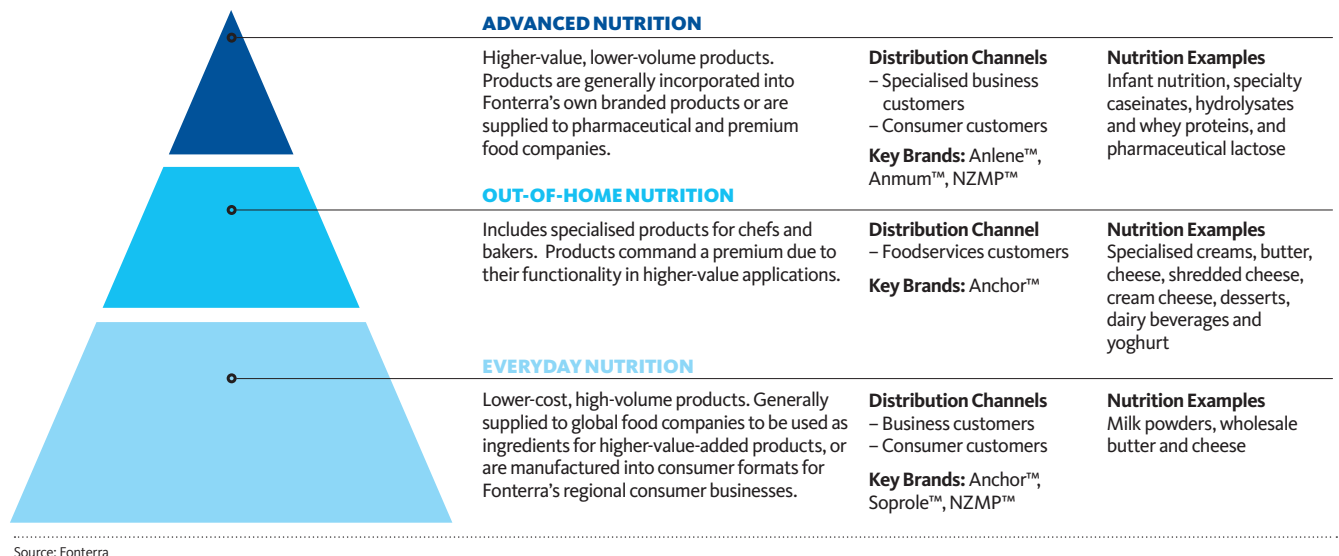 ADVANCED NUTRITION
Higher-value, lower-volume products.
Products are generally incorporated into
Fonterra's own branded products or are
supplied to pharmaceutical and premium
food companies.
Distribution Channels
– Specialised business
customers
– Consumer customers
Key Brands: Anlene™,
Anmum™, NZMP™
Nutrition Examples
Infant nutrition, specialty
caseinates, hydrolysates
and whey proteins, and
pharmaceutical lactose
OUT-OF-HOME NUTRITION
Includes specialised products for chefs and
bakers. Products command a premium due to
their functionality in higher-value applications.
Distribution Channel
– Foodservices customers
Key Brands: Anchor™
Nutrition Examples
Specialised creams, butter,
cheese, shredded cheese,
cream cheese, desserts,
dairy beverages and
yoghurt
EVERYDAY NUTRITION
Lower-cost, high-volume products. Generally
supplied to global food companies to be used as
ingredients for higher-value-added products, or
are manufactured into consumer formats for
Fonterra's regional consumer businesses.
Distribution Channels
– Business customers
– Consumer customers
Key Brands: Anchor™,
Soprole™, NZMP™
Nutrition Examples
Milk powders, wholesale
butter and cheese
Source: Fonterra